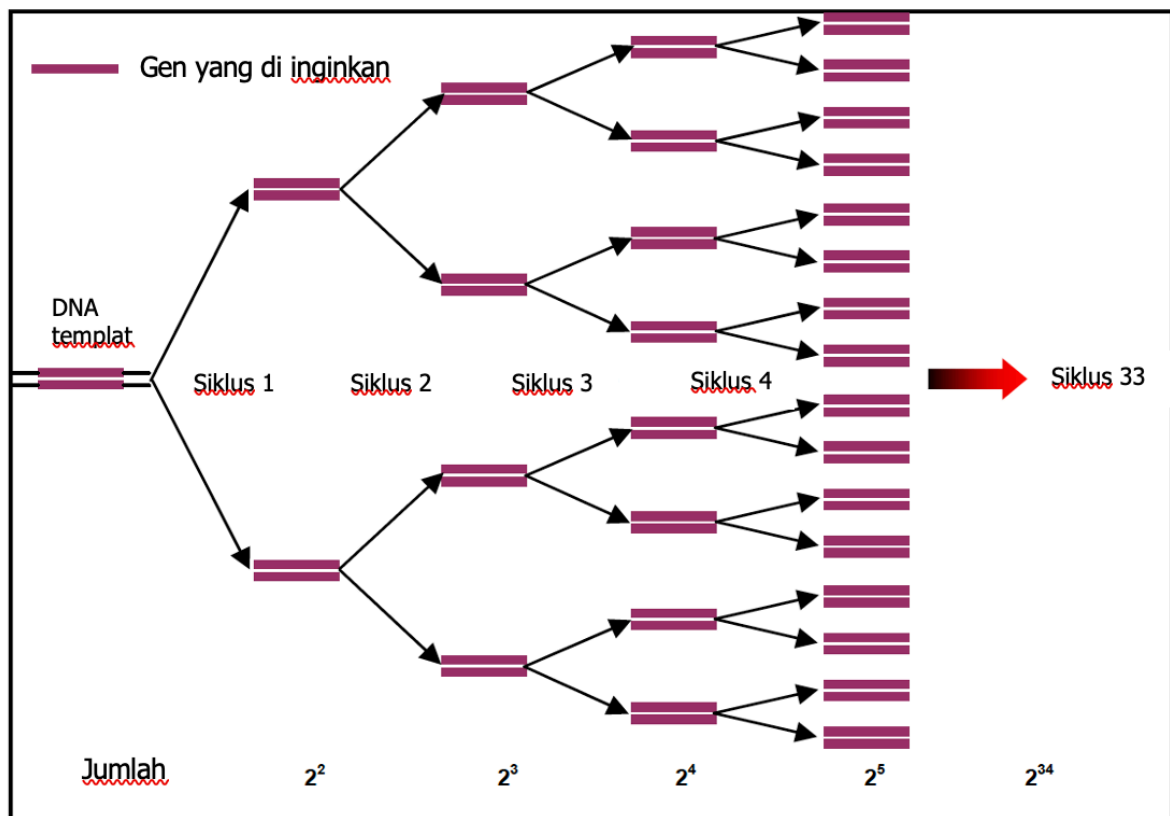 Gen yang di inginkan
DNA
templat
Siklus 1
Siklus 2
Siklus 3
Siklus 4
Siklus 33
Jumlah
2²
2³
2⁴
2⁵
2³⁴